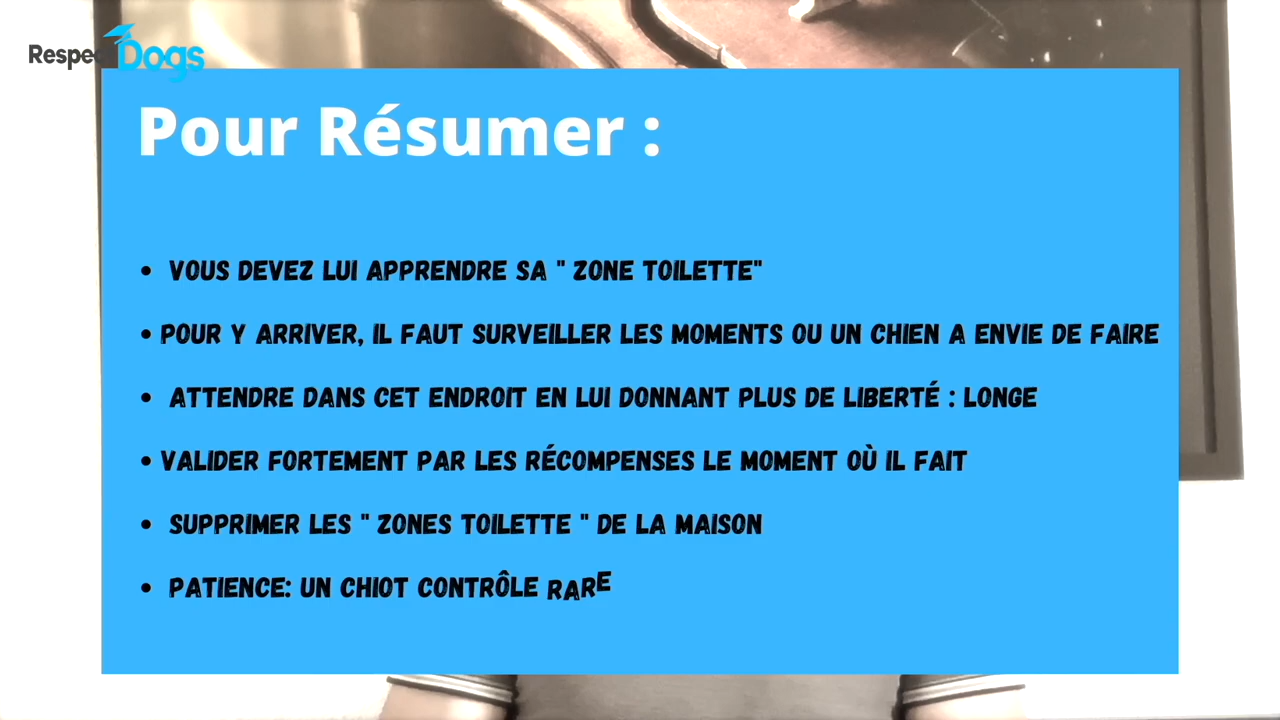 Respect Dogs
Pour Résumer :
• VOUS DEVEZ LUI APPRENDRE SA " ZONE TOILETTE"
• POUR Y ARRIVER, IL FAUT SURVEILLER LES MOMENTS OU UN CHIEN A ENVIE DE FAIRE
• ATTENDRE DANS CET ENDROIT EN LUI DONNANT PLUS DE LIBERTÉ : LONGE
• VALIDER FORTEMENT PAR LES RÉCOMPENSES LE MOMENT OÙ IL FAIT
• SUPPRIMER LES " ZONES TOILETTE " DE LA MAISON
• PATIENCE: UN CHIOT CONTRÔLE RARE